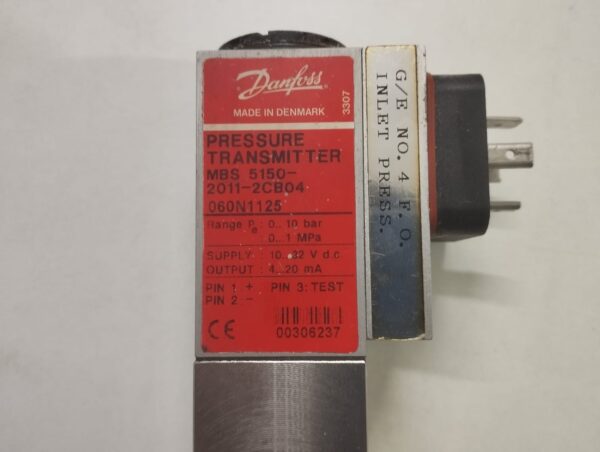 Danfoss
MADE IN DENMARK
3307
PRESSURE
TRANSMITTER
MBS 5150-
2011-2CB04
060N1125
Range Pe : 0..10 bar
: 0..1 MPa
SUPPLY : 10..32 V d.c
OUTPUT : 4..20 mA
PIN 1 + PIN 3: TEST
PIN 2 -
CE
00306237
G/E NO. 4 F. O.
INLET PRESS.